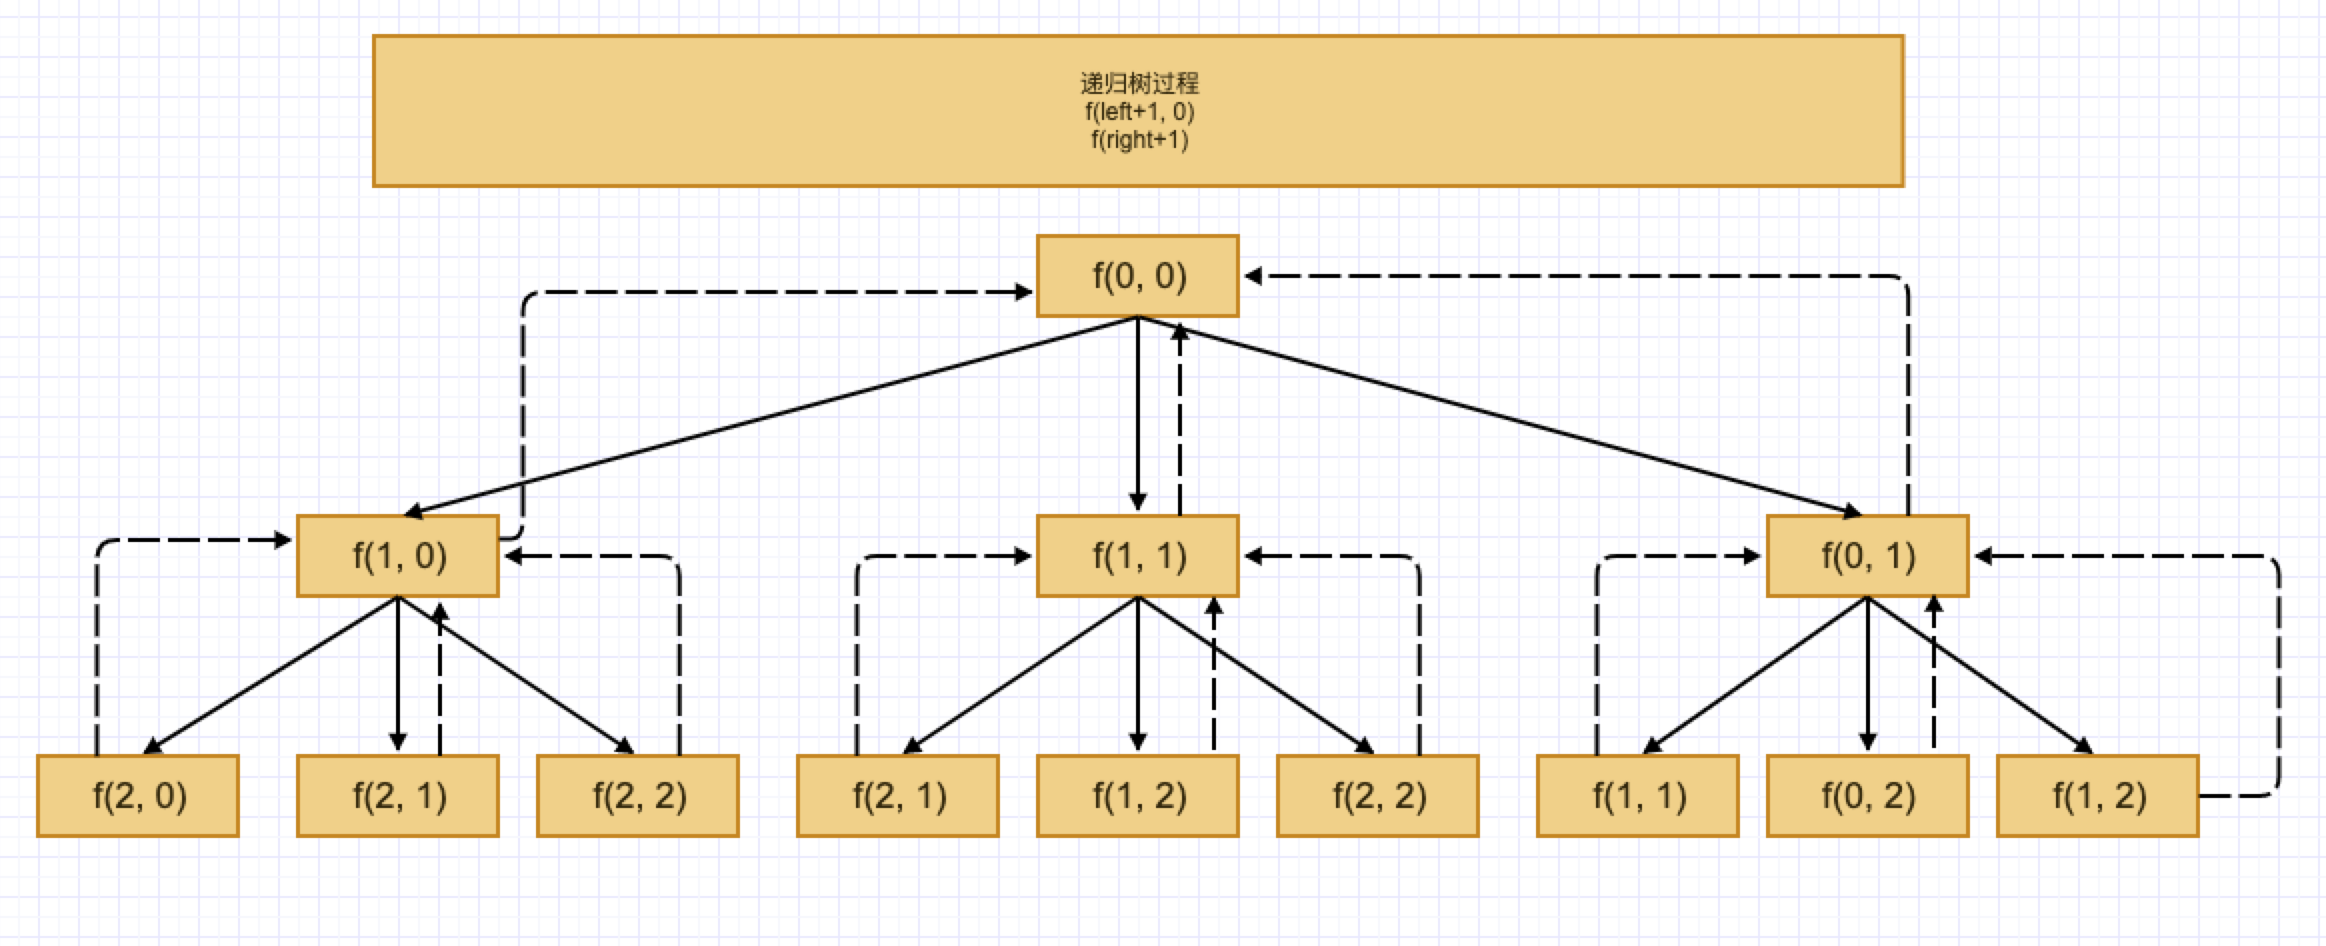 递归树过程
f(left+1, 0)
f(right+1)
f(0, 0)
f(1, 0)
f(1, 1)
f(0, 1)
f(2, 0)
f(2, 1)
f(2, 2)
f(2, 1)
f(1, 2)
f(2, 2)
f(1, 1)
f(0, 2)
f(1, 2)